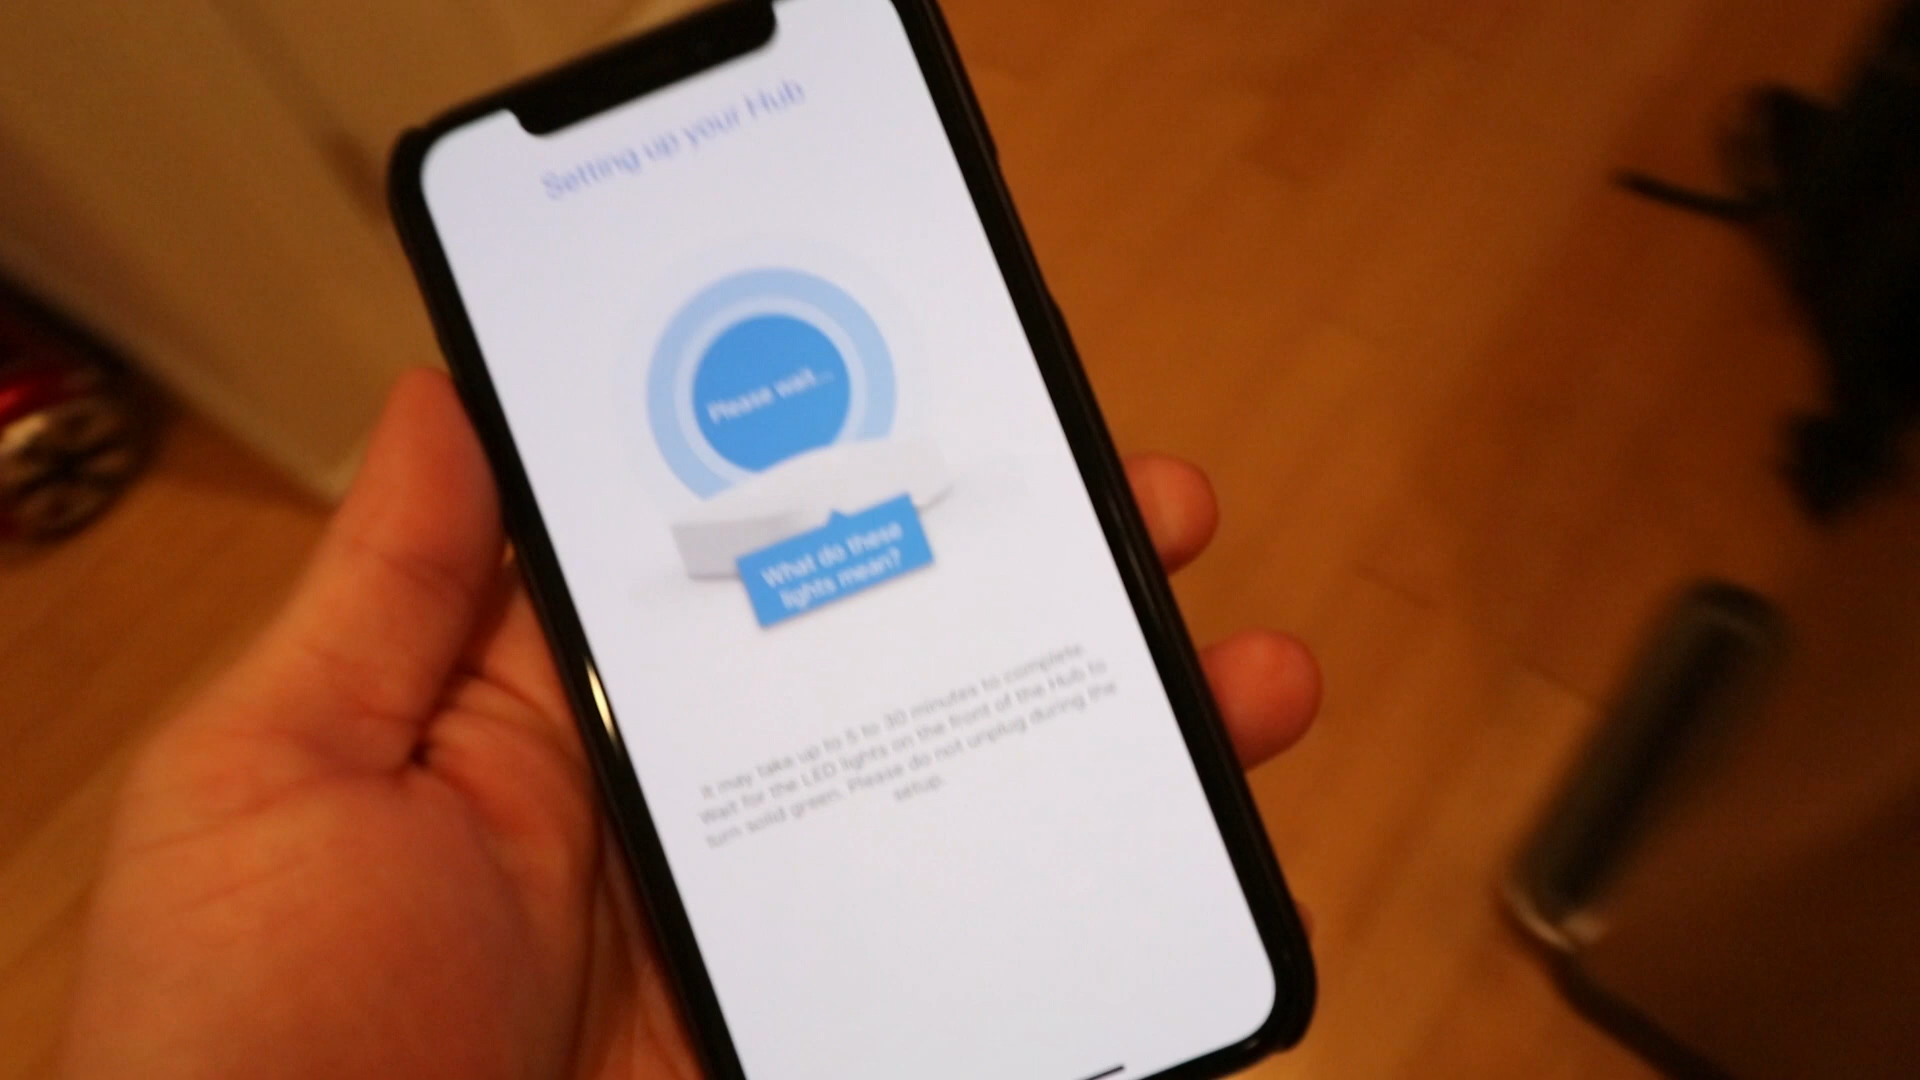 Setting up your Hub
Please wait...
What do these
lights mean?
It may take up to 5 to 30 minutes to complete.
Wait for the LED lights on the front of the Hub to
turn solid green. Please do not unplug during the
setup.